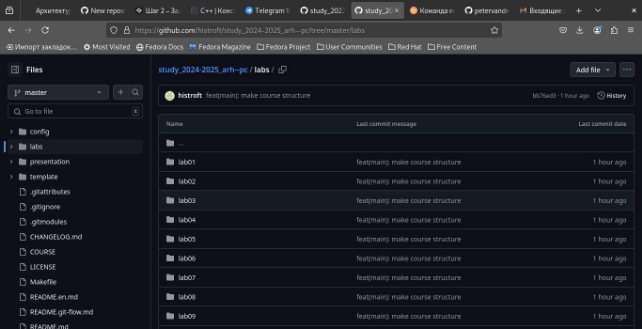 Архитектур
New repos
Шаг 2 – За
C++ | Конс
Telegram W
study_202
study_20
Команда e
petervand
Входящие
https://github.com/histroft/study_2024-2025_arh--pc/tree/master/labs
Импорт закладок...
Most Visited
Fedora Docs
Fedora Magazine
Fedora Project
User Communities
Red Hat
Free Content
Files
master
Go to file
t
config
labs
presentation
template
.gitattributes
.gitignore
.gitmodules
CHANGELOG.md
COURSE
LICENSE
Makefile
README.en.md
README.git-flow.md
README.md
study_2024-2025_arh--pc / labs /
Add file
histroft feat(main): make course structure
1 hour ago
History
Name Last commit message Last commit date
..
lab01 feat(main): make course structure 1 hour ago
lab02 feat(main): make course structure 1 hour ago
lab03 feat(main): make course structure 1 hour ago
lab04 feat(main): make course structure 1 hour ago
lab05 feat(main): make course structure 1 hour ago
lab06 feat(main): make course structure 1 hour ago
lab07 feat(main): make course structure 1 hour ago
lab08 feat(main): make course structure 1 hour ago
lab09 feat(main): make course structure 1 hour ago